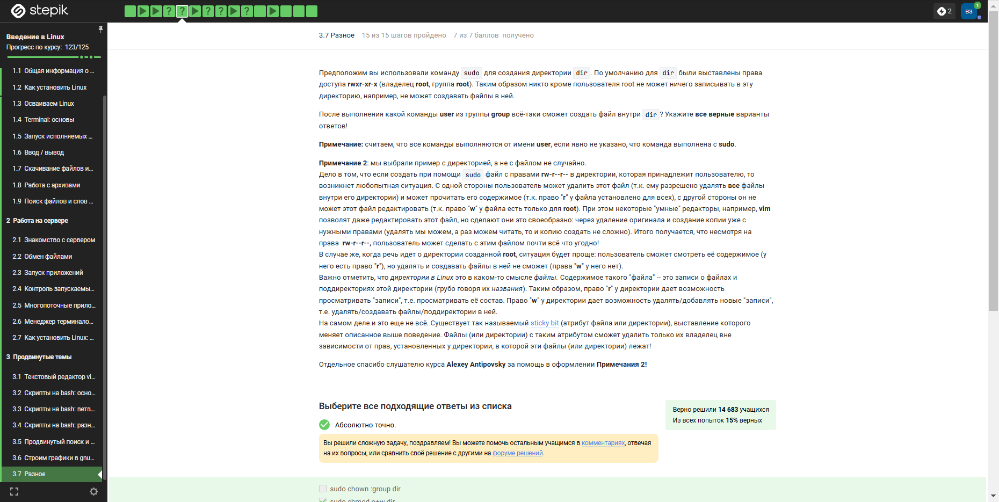 stepik
2
ВЗ
1
Введение в Linux
Прогресс по курсу: 123/125
1.1 Общая информация о ...
1.2 Как установить Linux
1.3 Осваиваем Linux
1.4 Terminal: основы
1.5 Запуск исполняемых ...
1.6 Ввод / вывод
1.7 Скачивание файлов и...
1.8 Работа с архивами
1.9 Поиск файлов и слов ...
2 Работа на сервере
2.1 Знакомство с сервером
2.2 Обмен файлами
2.3 Запуск приложений
2.4 Контроль запускаемы...
2.5 Многопоточные прило...
2.6 Менеджер терминало...
2.7 Как установить Linux: ...
3 Продвинутые темы
3.1 Текстовый редактор vi...
3.2 Скрипты на bash: осно...
3.3 Скрипты на bash: ветв...
3.4 Скрипты на bash: разн...
3.5 Продвинутый поиск и ...
3.6 Строим графики в gnu...
3.7 Разное
3.7 Разное 15 из 15 шагов пройдено 7 из 7 баллов получено
Предположим вы использовали команду sudo для создания директории dir. По умолчанию для dir были выставлены права
доступа rwxr-xr-x (владелец root, группа root). Таким образом никто кроме пользователя root не может ничего записывать в эту
директорию, например, не может создавать файлы в ней.
После выполнения какой команды user из группы group всё-таки сможет создать файл внутри dir? Укажите все верные варианты
ответов!
Примечание: считаем, что все команды выполняются от имени user, если явно не указано, что команда выполнена с sudo.
Примечание 2: мы выбрали пример с директорией, а не с файлом не случайно.
Дело в том, что если создать при помощи sudo файл с правами rw-r--r-- в директории, которая принадлежит пользователю, то
возникнет любопытная ситуация. С одной стороны пользователь может удалить этот файл (т.к. ему разрешено удалять все файлы
внутри его директории) и может прочитать его содержимое (т.к. право "r" у файла установлено для всех), с другой стороны он не
может этот файл редактировать (т.к. право "w" у файла есть только для root). При этом некоторые "умные" редакторы, например, vim
позволят даже редактировать этот файл, но сделают они это своеобразно: через удаление оригинала и создание копии уже с
нужными правами (удалять мы можем, а раз можем читать, то и копию создать не сложно). Итого получается, что несмотря на
права rw-r--r--, пользователь может сделать с этим файлом почти всё что угодно!
В случае же, когда речь идет о директории созданной root, ситуация будет проще: пользователь сможет смотреть её содержимое (у
него есть право "r"), но удалять и создавать файлы в ней не сможет (права "w" у него нет).
Важно отметить, что директории в Linux это в каком-то смысле файлы. Содержимое такого "файла" – это записи о файлах и
поддиректориях этой директории (грубо говоря их названия). Таким образом, право "r" у директории дает возможность
просматривать "записи", т.е. просматривать её состав. Право "w" у директории дает возможность удалять/добавлять новые "записи",
т.е. удалять/создавать файлы/поддиректории в ней.
На самом деле и это еще не всё. Существует так называемый sticky bit (атрибут файла или директории), выставление которого
меняет описанное выше поведение. Файлы (или директории) с таким атрибутом сможет удалить только их владелец вне
зависимости от прав, установленных у директории, в которой эти файлы (или директории) лежат!
Отдельное спасибо слушателю курса Alexey Antipovsky за помощь в оформлении Примечания 2!
Выберите все подходящие ответы из списка
Верно решили 14 683 учащихся
Из всех попыток 15% верных
Абсолютно точно.
Вы решили сложную задачу, поздравляем! Вы можете помочь остальным учащимся в комментариях, отвечая
на их вопросы, или сравнить своё решение с другими на форуме решений.
sudo chown :group dir
sudo chmod o+w dir